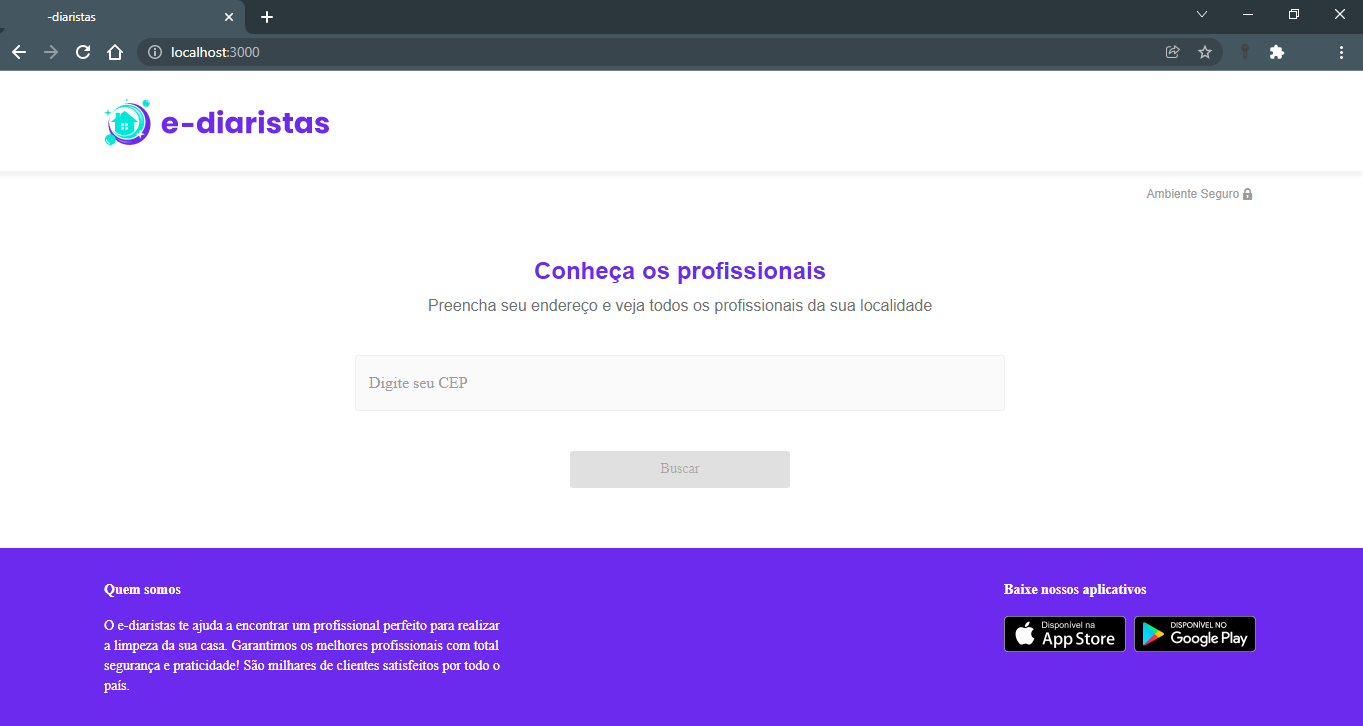 -diaristas
localhost:3000
e-diaristas
Ambiente Seguro
Conheça os profissionais
Preencha seu endereço e veja todos os profissionais da sua localidade
Digite seu CEP
Buscar
Quem somos
O e-diaristas te ajuda a encontrar um profissional perfeito para realizar
a limpeza da sua casa. Garantimos os melhores profissionais com total
segurança e praticidade! São milhares de clientes satisfeitos por todo o
país.
Baixe nossos aplicativos
Disponível na
App Store
DISPONÍVEL NO
Google Play